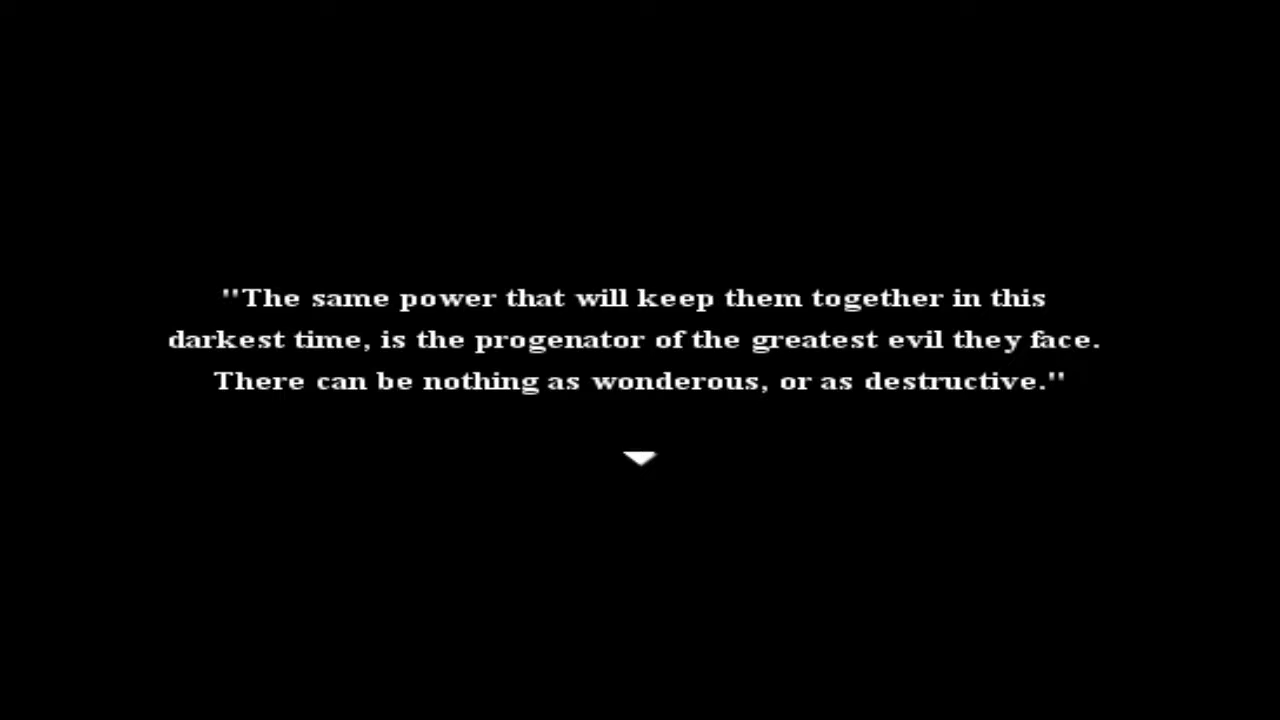 "The same power that will keep them together in this
darkest time, is the progenator of the greatest evil they face.
There can be nothing as wonderous, or as destructive."